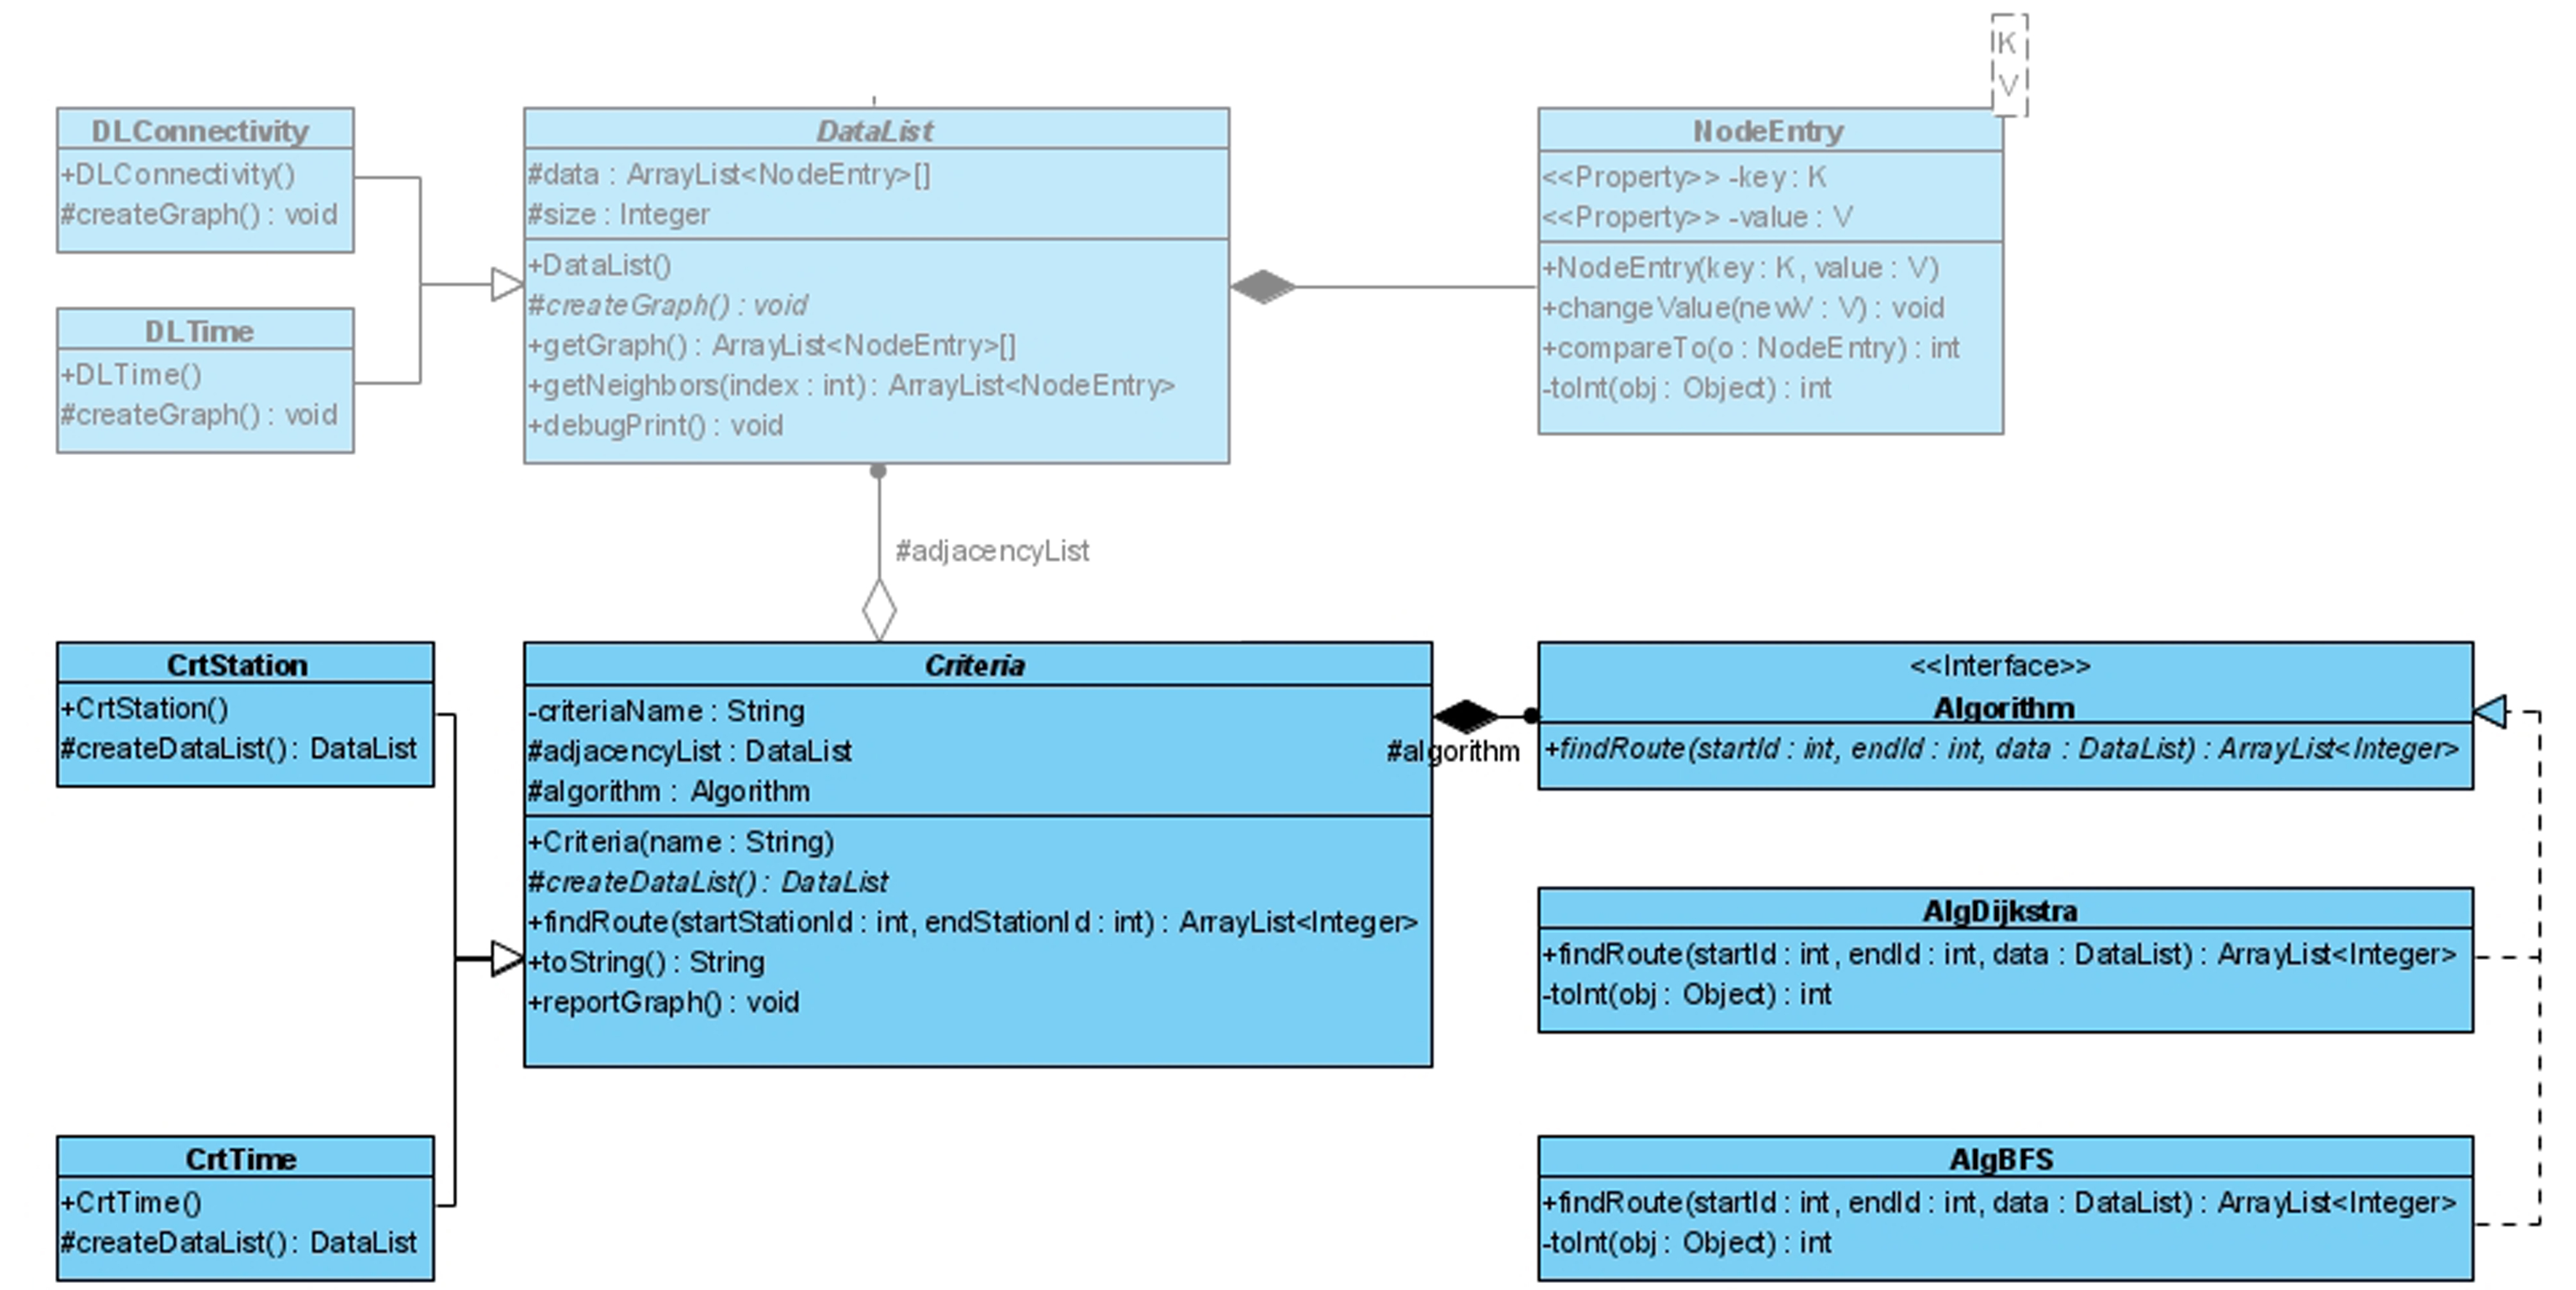 K
V
DLConnectivity
+DLConnectivity()
#createGraph() : void
DLTime
+DLTime()
#createGraph() : void
DataList
#data : ArrayList<NodeEntry>[]
#size : Integer
+DataList()
#createGraph() : void
+getGraph() : ArrayList<NodeEntry>[]
+getNeighbors(index : int) : ArrayList<NodeEntry>
+debugPrint() : void
NodeEntry
<<Property>> -key : K
<<Property>> -value : V
+NodeEntry(key : K, value : V)
+changeValue(newV : V) : void
+compareTo(o : NodeEntry) : int
-toInt(obj : Object) : int
#adjacencyList
CrtStation
+CrtStation()
#createDataList() : DataList
CrtTime
+CrtTime()
#createDataList() : DataList
Criteria
-criteriaName : String
#adjacencyList : DataList
#algorithm : Algorithm
+Criteria(name : String)
#createDataList() : DataList
+findRoute(startStationId : int, endStationId : int) : ArrayList<Integer>
+toString() : String
+reportGraph() : void
#algorithm
<<Interface>>
Algorithm
+findRoute(startId : int, endId : int, data : DataList) : ArrayList<Integer>
AlgDijkstra
+findRoute(startId : int, endId : int, data : DataList) : ArrayList<Integer>
-toInt(obj : Object) : int
AlgBFS
+findRoute(startId : int, endId : int, data : DataList) : ArrayList<Integer>
-toInt(obj : Object) : int